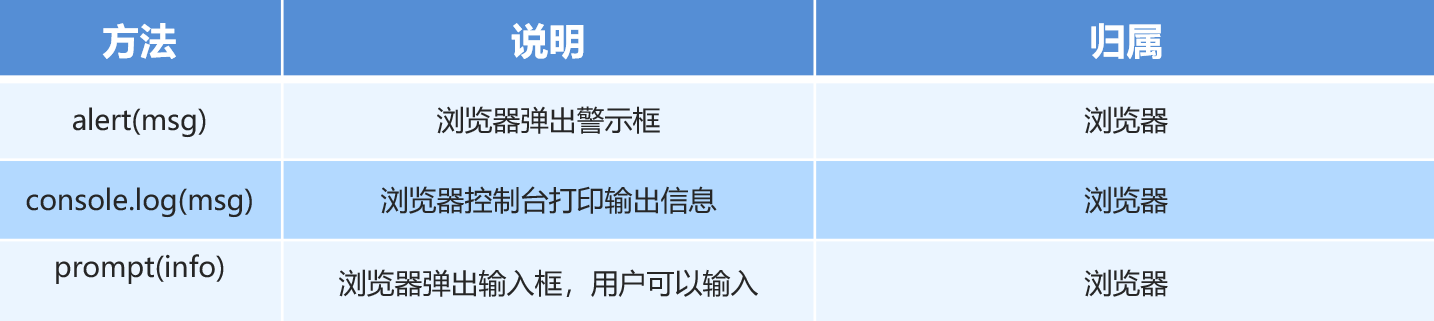 方法 说明 归属
alert(msg) 浏览器弹出警示框 浏览器
console.log(msg) 浏览器控制台打印输出信息 浏览器
prompt(info) 浏览器弹出输入框，用户可以输入 浏览器